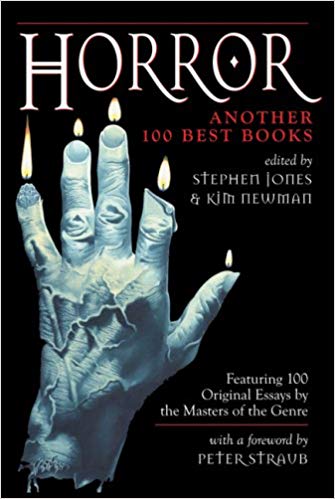 HORROR
ANOTHER
100 BEST BOOKS
edited by
STEPHEN JONES
& KIM NEWMAN
Featuring 100
Original Essays by
the Masters of the Genre
with a foreword by
PETER STRAUB